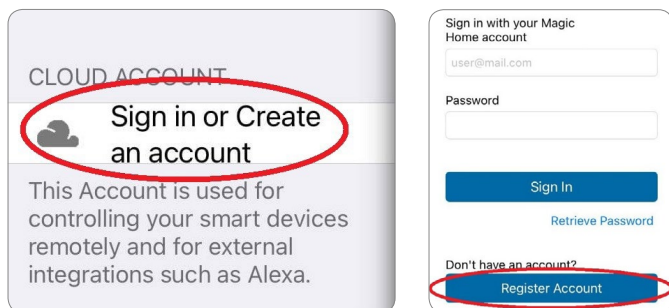 CLOUD ACCOUNT
Sign in or Create
an account
This Account is used for
controlling your smart devices
remotely and for external
integrations such as Alexa.
Sign in with your Magic
Home account
user@mail.com
Password
Sign In
Retrieve Password
Don't have an account?
Register Account